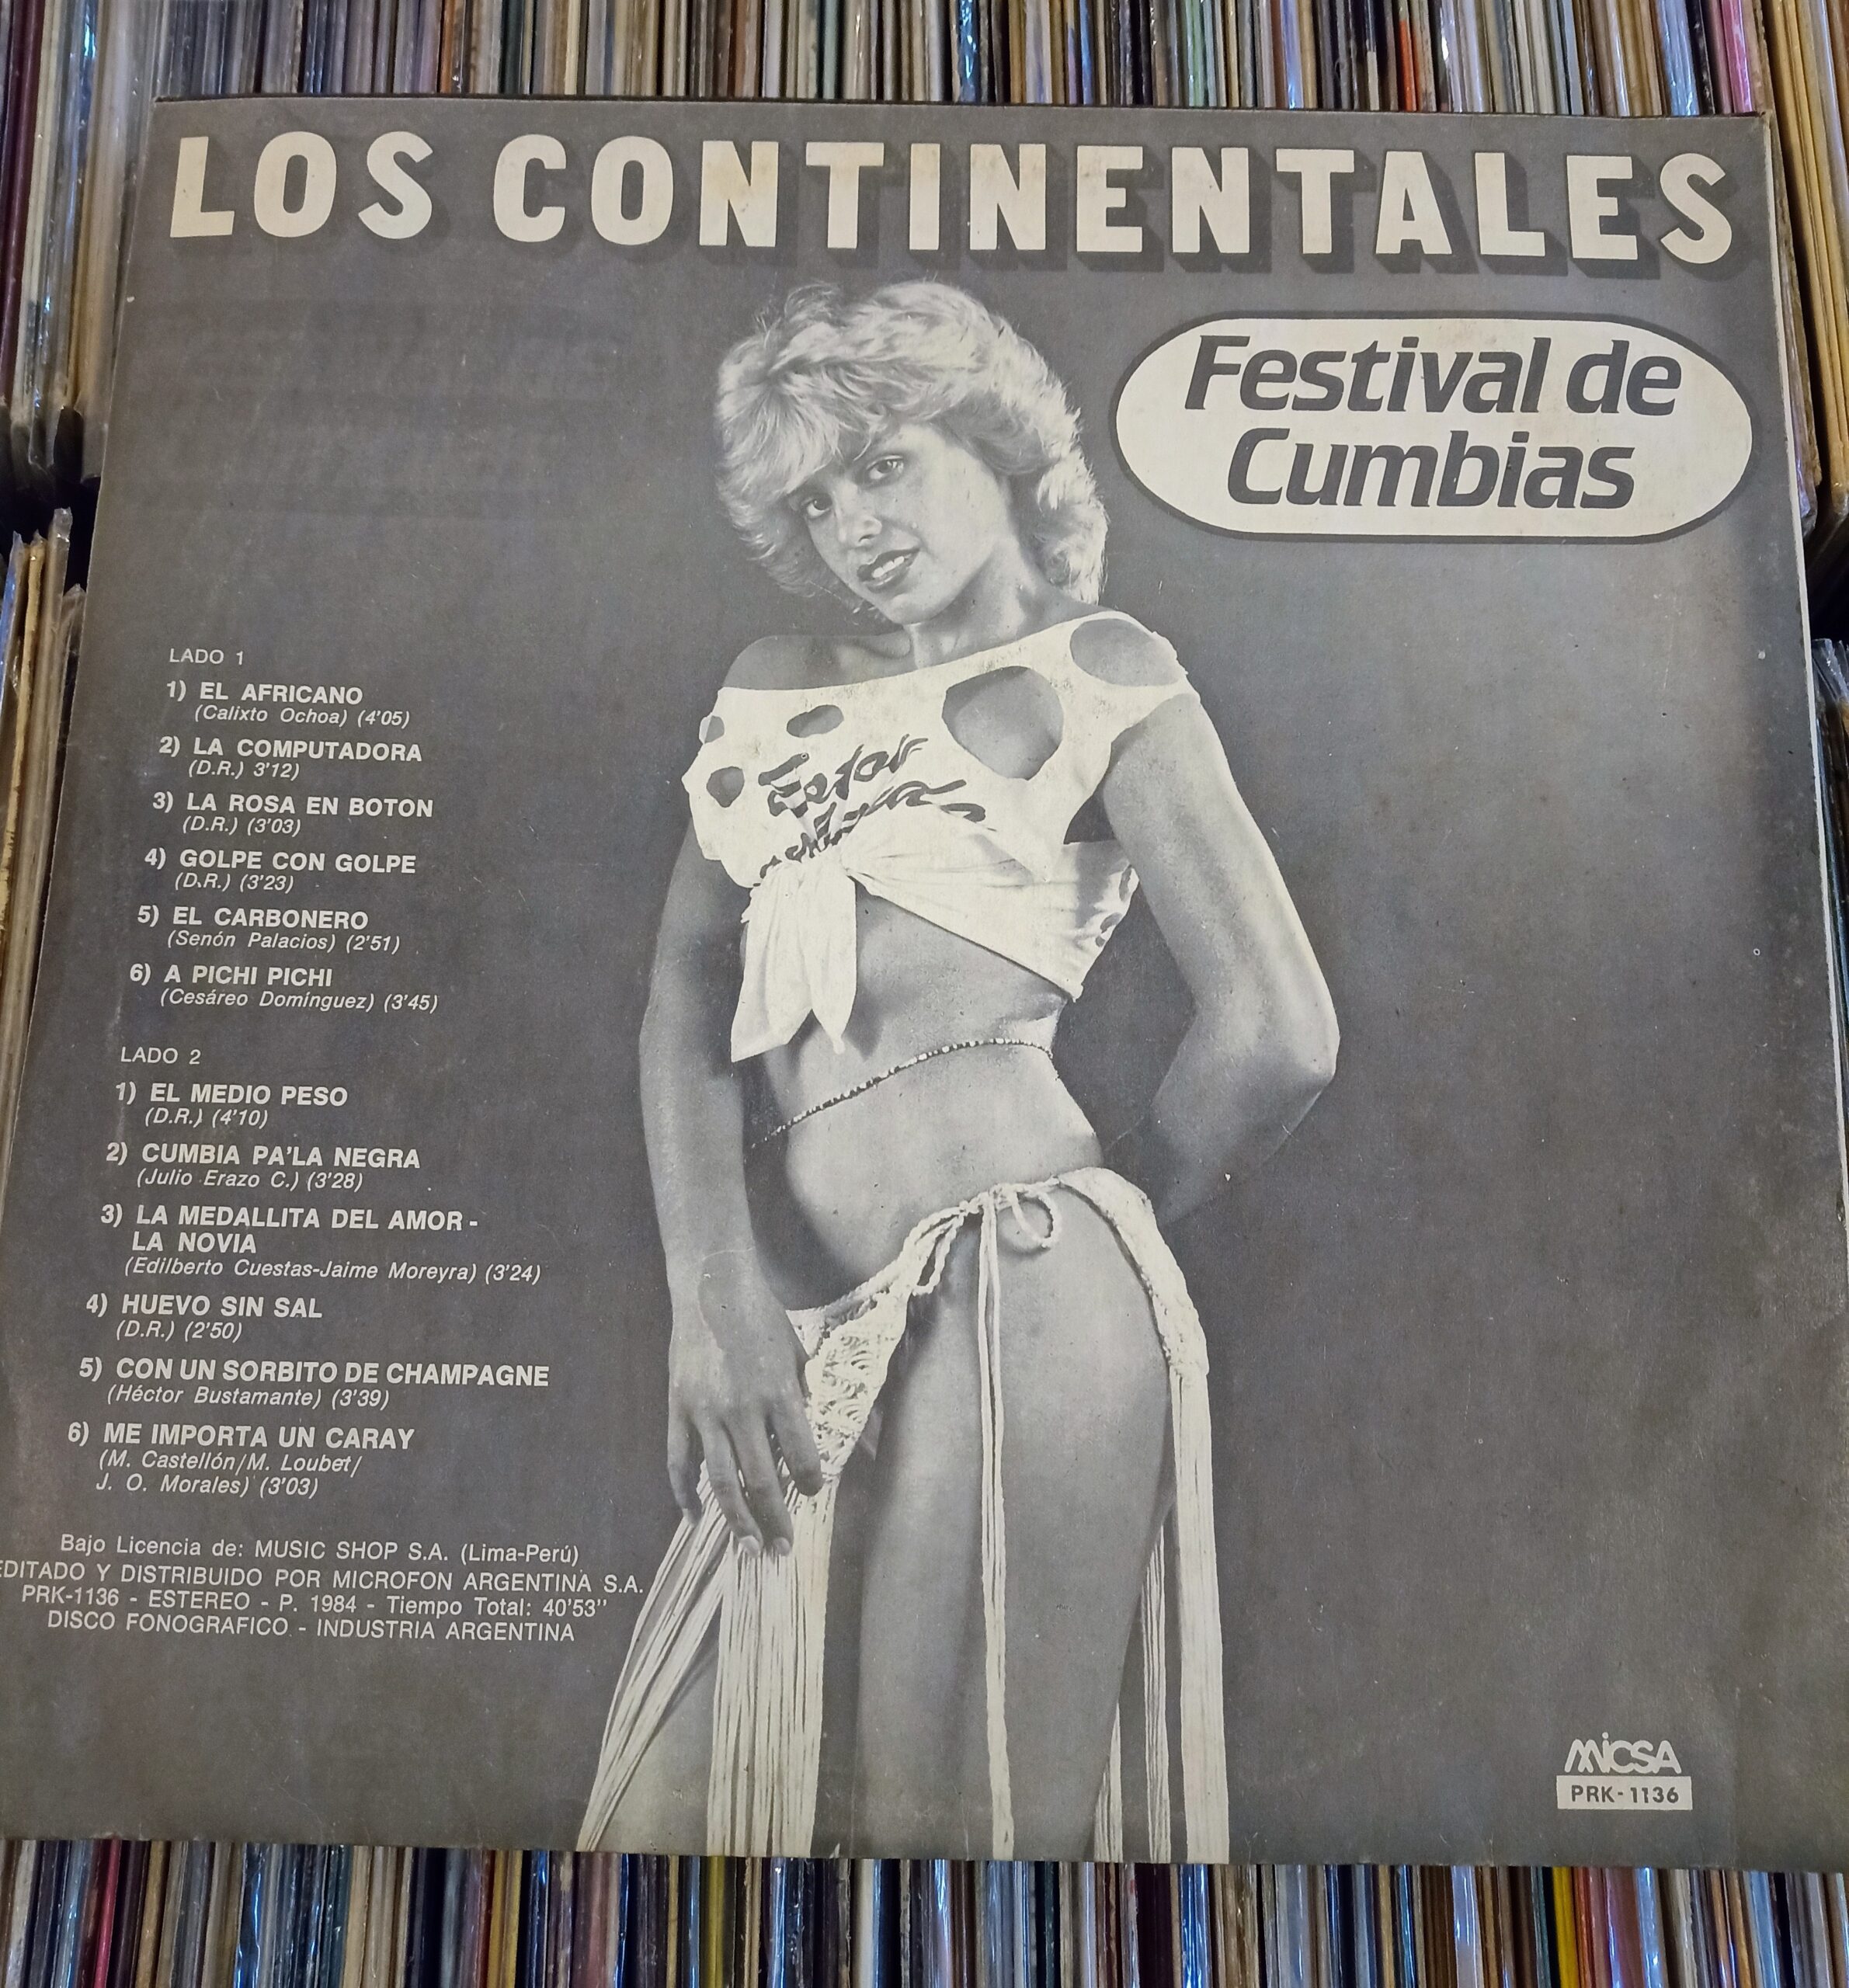 LOS CONTINENTALES
Festival de
Cumbias
LADO 1
1) EL AFRICANO
(Calixto Ochoa) (4'05)
2) LA COMPUTADORA
(D.R.) 3'12)
3) LA ROSA EN BOTON
(D.R.) (3'03)
4) GOLPE CON GOLPE
(D.R.) (3'23)
5) EL CARBONERO
(Senón Palacios) (2'51)
6) A PICHI PICHI
(Cesáreo Domínguez) (3'45)
LADO 2
1) EL MEDIO PESO
(D.R.) (4'10)
2) CUMBIA PA'LA NEGRA
(Julio Erazo C.) (3'28)
3) LA MEDALLITA DEL AMOR -
LA NOVIA
(Edilberto Cuestas-Jaime Moreyra) (3'24)
4) HUEVO SIN SAL
(D.R.) (2'50)
5) CON UN SORBITO DE CHAMPAGNE
(Héctor Bustamante) (3'39)
6) ME IMPORTA UN CARAY
(M. Castellón/M. Loubet/
J. O. Morales) (3'03)
Bajo Licencia de: MUSIC SHOP S.A. (Lima-Perú)
EDITADO Y DISTRIBUIDO POR MICROFON ARGENTINA S.A.
PRK-1136 - ESTEREO - P. 1984 - Tiempo Total: 40'53''
DISCO FONOGRAFICO - INDUSTRIA ARGENTINA
MICSA
PRK-1136